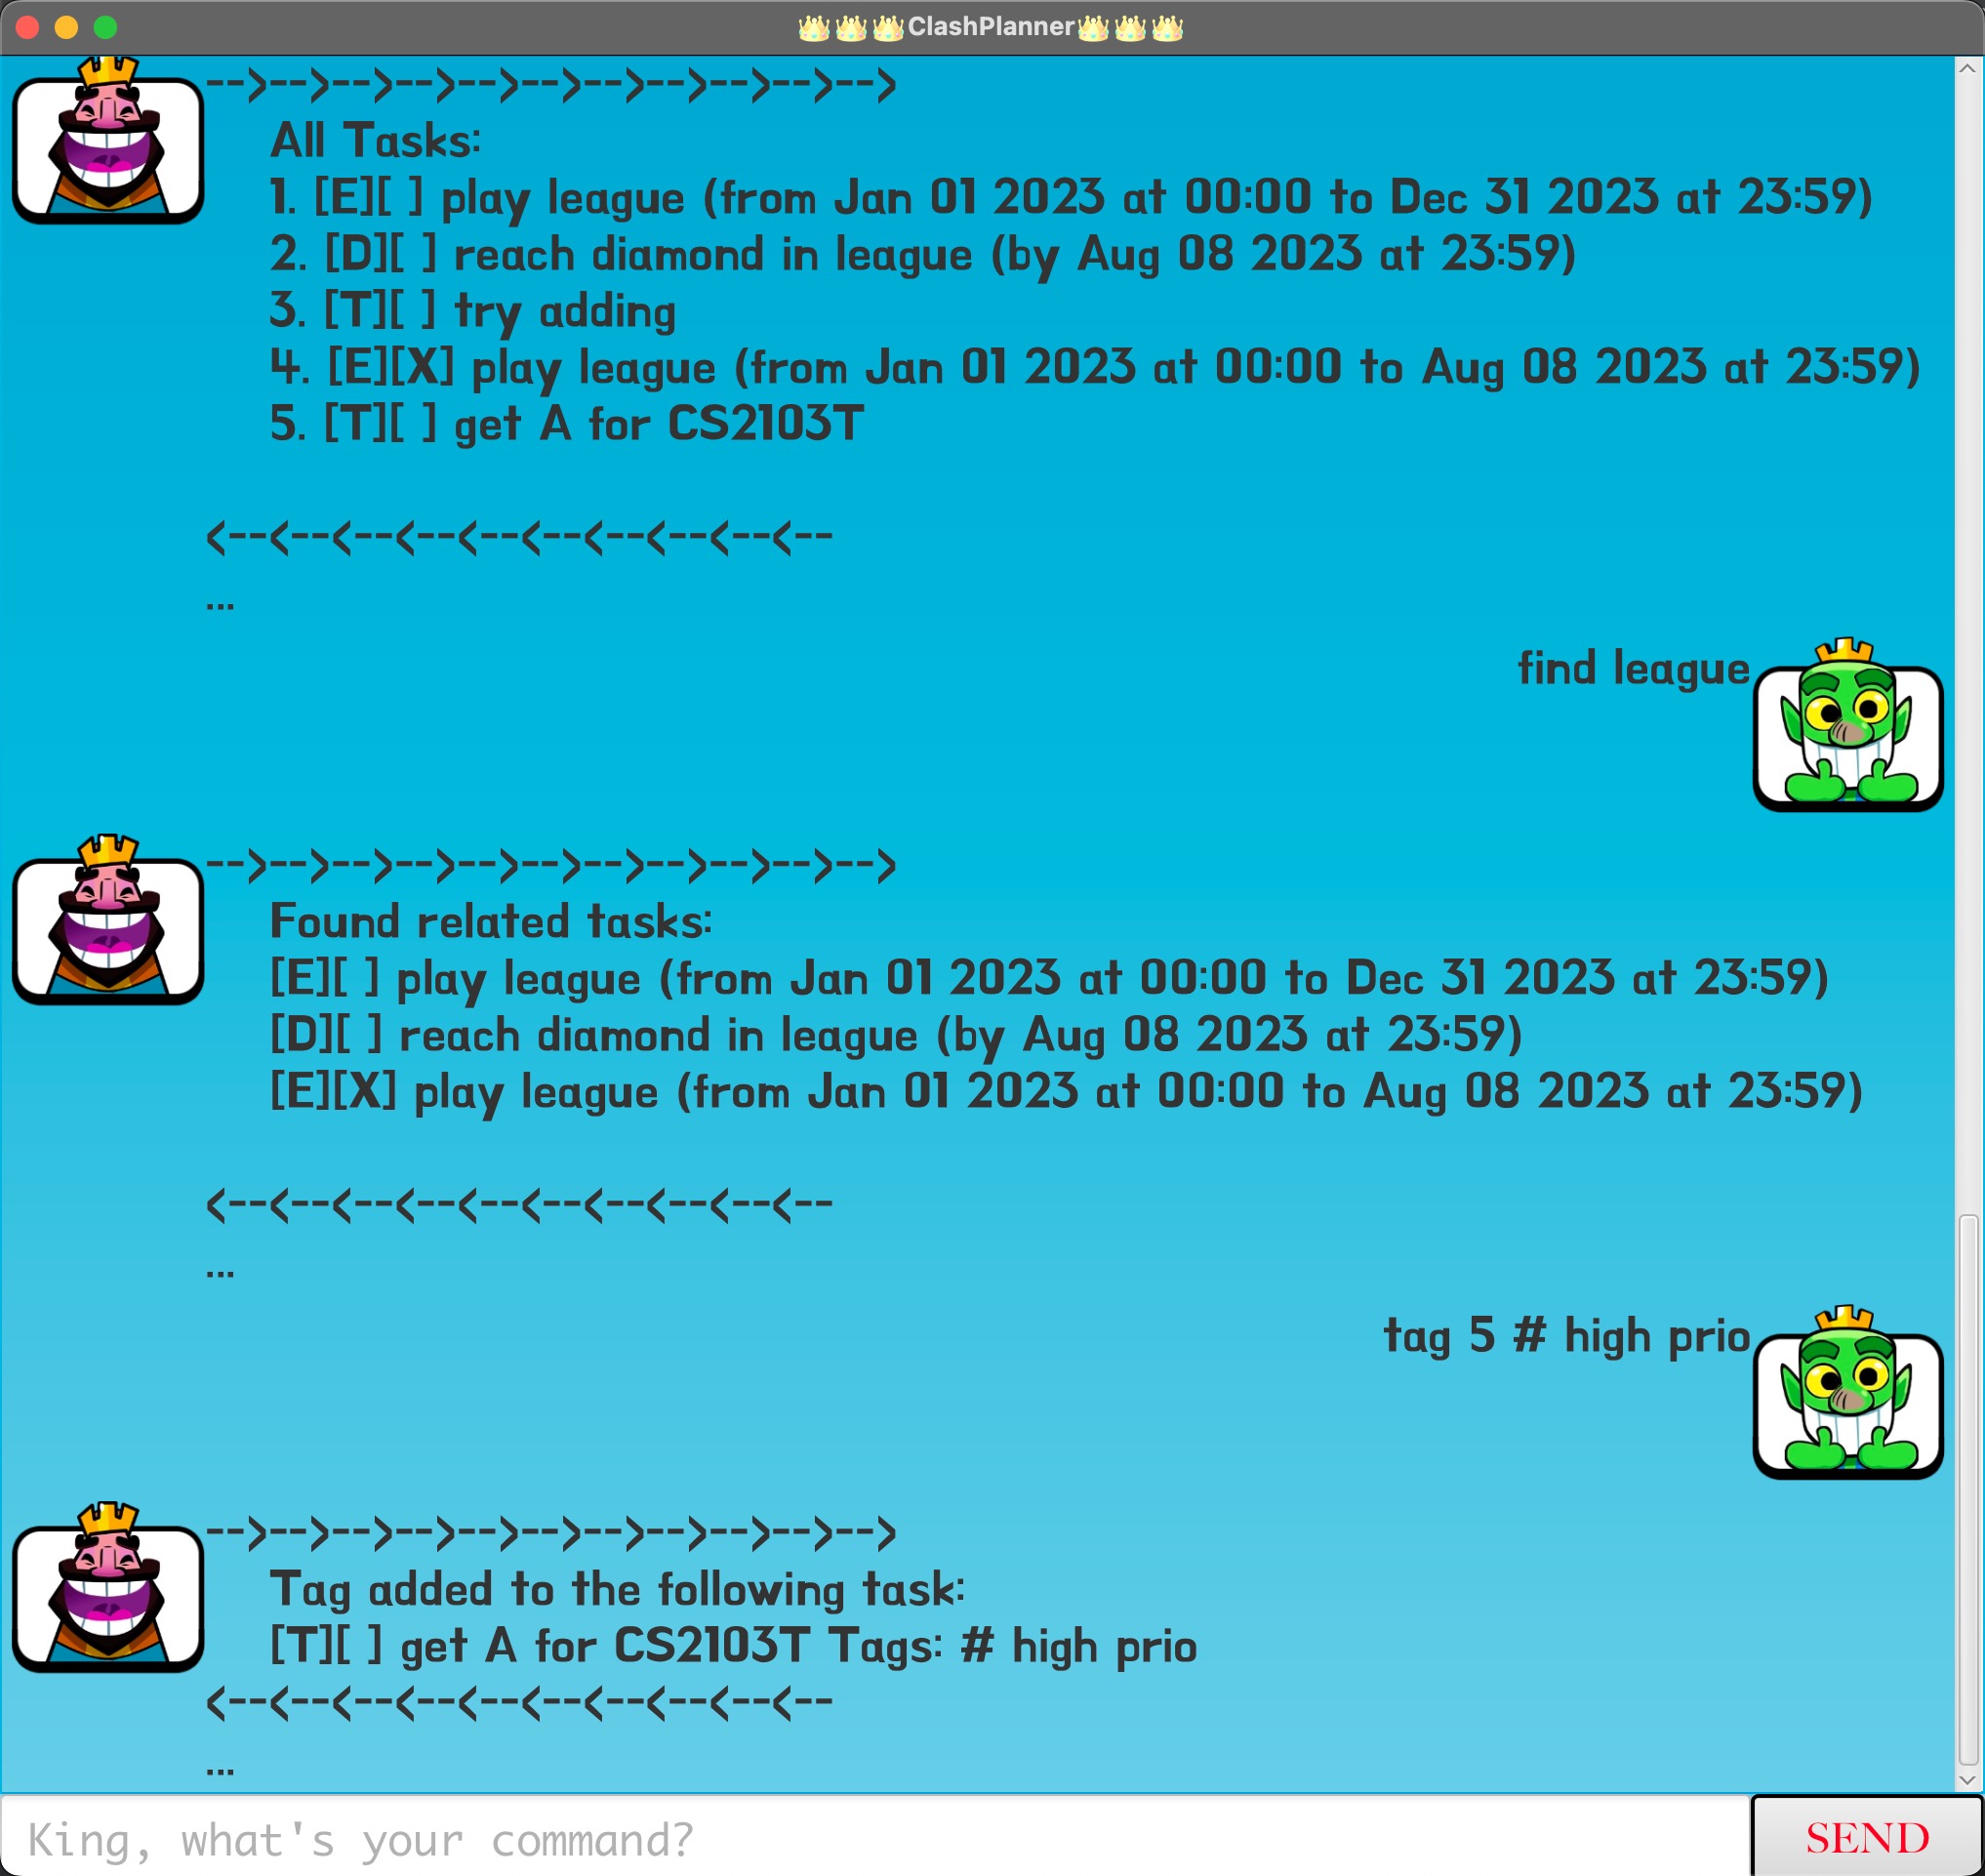 👑👑👑ClashPlanner👑👑👑
-->-->-->-->-->-->-->-->-->-->-->
All Tasks:
1. [E][ ] play league (from Jan 01 2023 at 00:00 to Dec 31 2023 at 23:59)
2. [D][ ] reach diamond in league (by Aug 08 2023 at 23:59)
3. [T][ ] try adding
4. [E][X] play league (from Jan 01 2023 at 00:00 to Aug 08 2023 at 23:59)
5. [T][ ] get A for CS2103T
<--<--<--<--<--<--<--<--<--<--
...
find league
-->-->-->-->-->-->-->-->-->-->-->
Found related tasks:
[E][ ] play league (from Jan 01 2023 at 00:00 to Dec 31 2023 at 23:59)
[D][ ] reach diamond in league (by Aug 08 2023 at 23:59)
[E][X] play league (from Jan 01 2023 at 00:00 to Aug 08 2023 at 23:59)
<--<--<--<--<--<--<--<--<--<--
...
tag 5 # high prio
-->-->-->-->-->-->-->-->-->-->-->
Tag added to the following task:
[T][ ] get A for CS2103T Tags: # high prio
<--<--<--<--<--<--<--<--<--<--
...
King, what's your command?
SEND